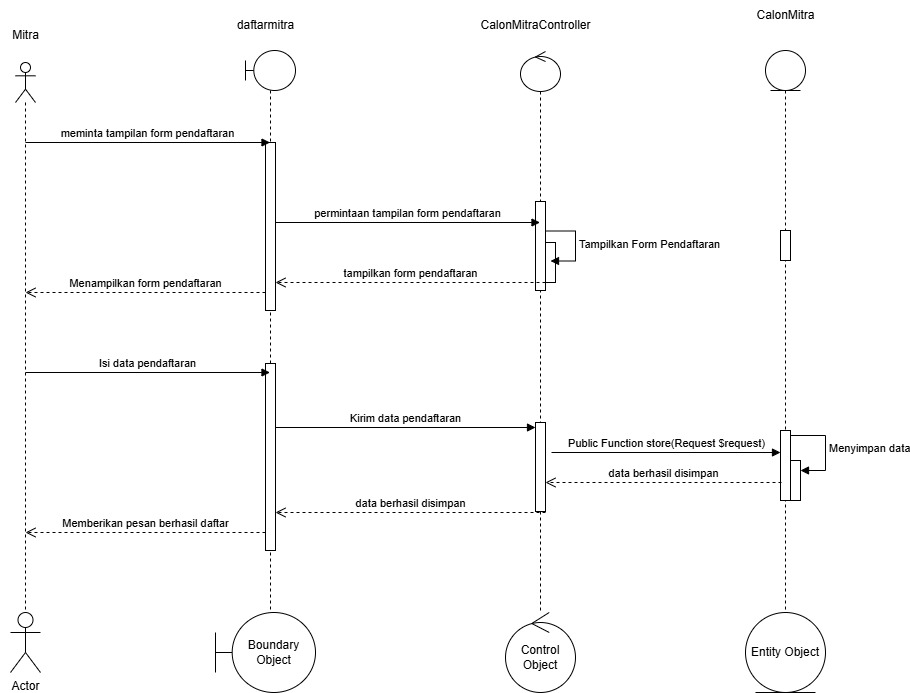 Mitra
daftarmitra
CalonMitraController
CalonMitra
meminta tampilan form pendaftaran
permintaan tampilan form pendaftaran
Tampilkan Form Pendaftaran
tampilkan form pendaftaran
Menampilkan form pendaftaran
Isi data pendaftaran
Kirim data pendaftaran
Public Function store(Request $request)
Menyimpan data
data berhasil disimpan
data berhasil disimpan
Memberikan pesan berhasil daftar
Actor
Boundary
Object
Control
Object
Entity Object